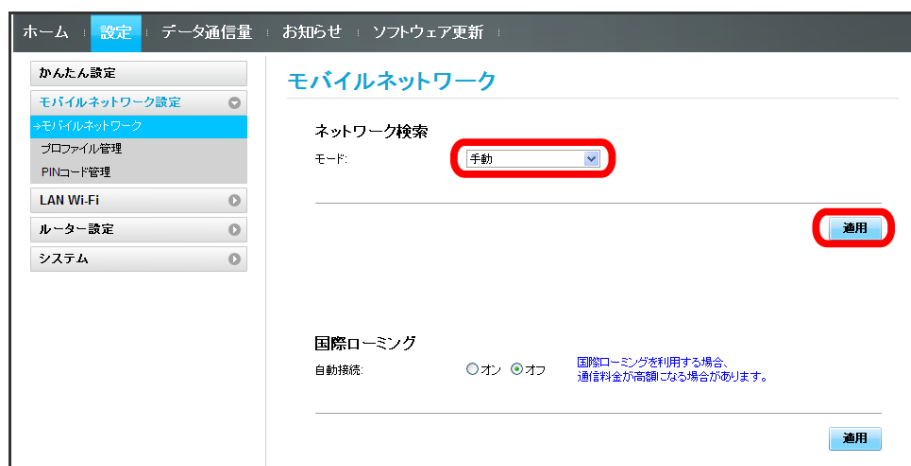 ホーム 設定 データ通信量 お知らせ ソフトウェア更新
かんたん設定
モバイルネットワーク設定
→モバイルネットワーク
プロファイル管理
PINコード管理
LAN Wi-Fi
ルーター設定
システム
モバイルネットワーク
ネットワーク検索
モード: 手動
適用
国際ローミング
自動接続: オン オフ
国際ローミングを利用する場合、
通信料金が高額になる場合があります。
適用